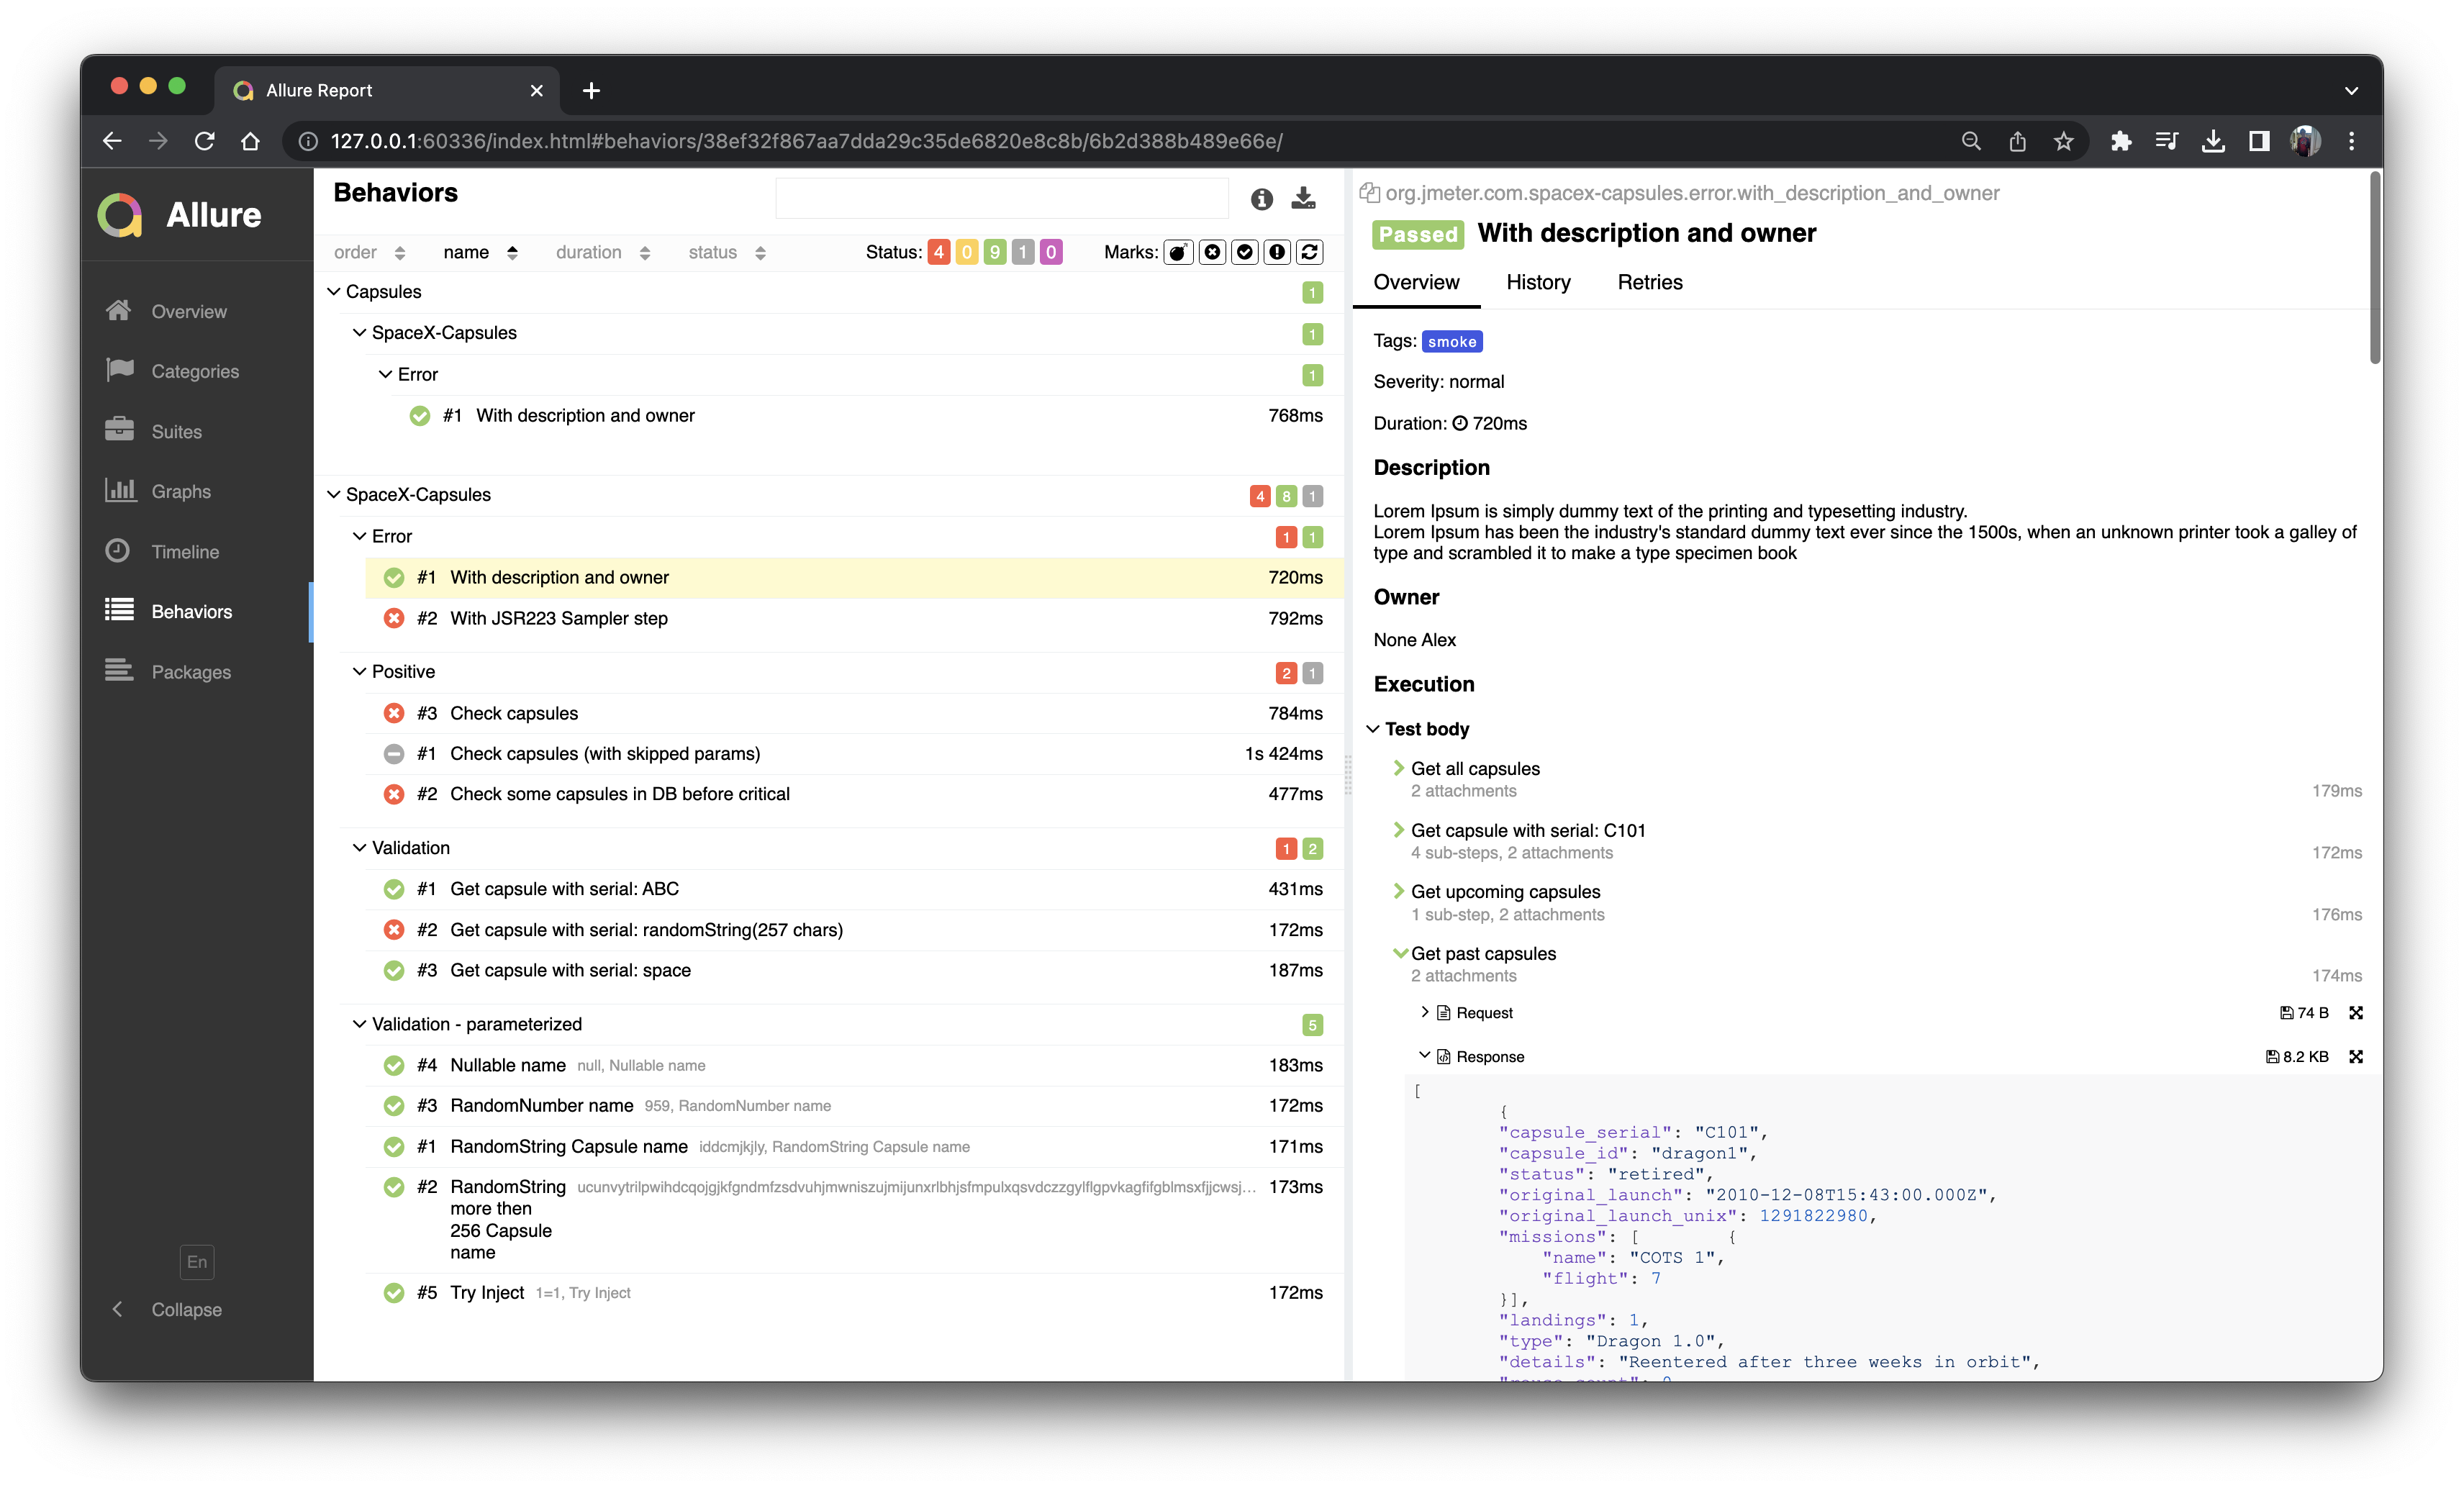 Allure Report
127.0.0.1:60336/index.html#behaviors/38ef32f867aa7dda29c35de6820e8c8b/6b2d388b489e66e/
Allure
Overview
Categories
Suites
Graphs
Timeline
Behaviors
Packages
En
Collapse
Behaviors
order name duration status Status: 4 0 9 1 0 Marks:
Capsules 1
SpaceX-Capsules 1
Error 1
#1 With description and owner 768ms
SpaceX-Capsules 4 8 1
Error 1 1
#1 With description and owner 720ms
#2 With JSR223 Sampler step 792ms
Positive 2 1
#3 Check capsules 784ms
#1 Check capsules (with skipped params) 1s 424ms
#2 Check some capsules in DB before critical 477ms
Validation 1 2
#1 Get capsule with serial: ABC 431ms
#2 Get capsule with serial: randomString(257 chars) 172ms
#3 Get capsule with serial: space 187ms
Validation - parameterized 5
#4 Nullable name null, Nullable name 183ms
#3 RandomNumber name 959, RandomNumber name 172ms
#1 RandomString Capsule name iddcmjkjly, RandomString Capsule name 171ms
#2 RandomString 173ms
more then
256 Capsule
name
#5 Try Inject 1=1, Try Inject 172ms
org.jmeter.com.spacex-capsules.error.with_description_and_owner
Passed With description and owner
Overview History Retries
Tags: smoke
Severity: normal
Duration: 720ms
Description
Lorem Ipsum is simply dummy text of the printing and typesetting industry.
Lorem Ipsum has been the industry's standard dummy text ever since the 1500s, when an unknown printer took a galley of
type and scrambled it to make a type specimen book
Owner
None Alex
Execution
Test body
Get all capsules
2 attachments 179ms
Get capsule with serial: C101
4 sub-steps, 2 attachments 172ms
Get upcoming capsules
1 sub-step, 2 attachments 176ms
Get past capsules
2 attachments 174ms
Request 74 B
Response 8.2 KB
[
{
"capsule_serial": "C101",
"capsule_id": "dragon1",
"status": "retired",
"original_launch": "2010-12-08T15:43:00.000Z",
"original_launch_unix": 1291822980,
"missions": [ {
"name": "COTS 1",
"flight": 7
}],
"landings": 1,
"type": "Dragon 1.0",
"details": "Reentered after three weeks in orbit",